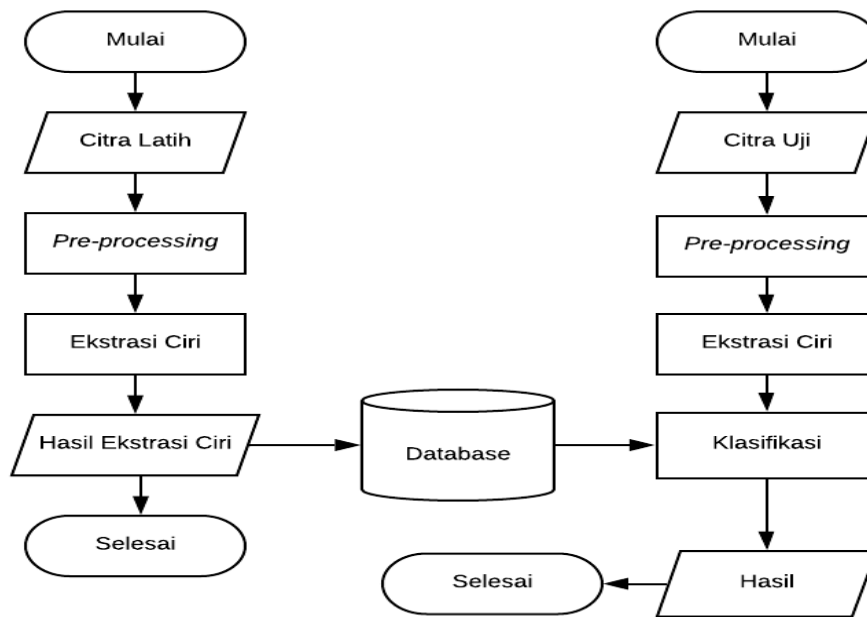 Mulai
Citra Latih
Pre-processing
Ekstrasi Ciri
Hasil Ekstrasi Ciri
Selesai
Database
Mulai
Citra Uji
Pre-processing
Ekstrasi Ciri
Klasifikasi
Hasil
Selesai